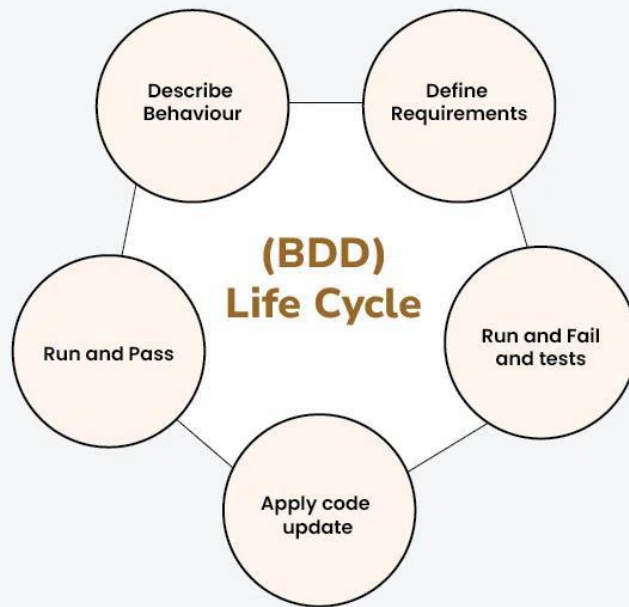 Describe
Behaviour
Define
Requirements
(BDD)
Life Cycle
Run and Fail
and tests
Run and Pass
Apply code
update